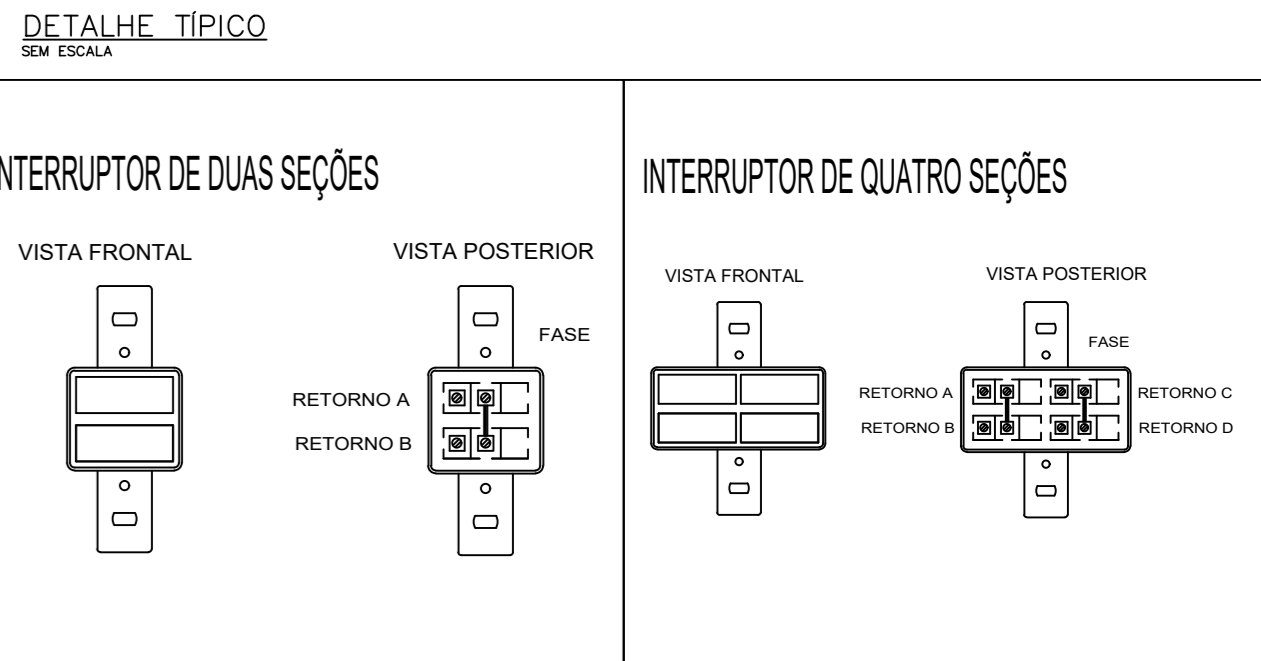 DETALHE TÍPICO
SEM ESCALA
NTERRUPTOR DE DUAS SEÇÕES
VISTA FRONTAL
VISTA POSTERIOR
FASE
RETORNO A
RETORNO B
INTERRUPTOR DE QUATRO SEÇÕES
VISTA FRONTAL
VISTA POSTERIOR
FASE
RETORNO A
RETORNO C
RETORNO B
RETORNO D